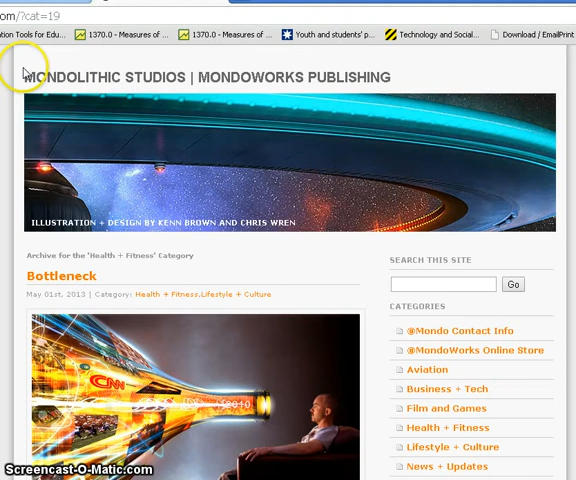 om/?cat=19
ation Tools for Edu...
1370.0 - Measures of ...
1370.0 - Measures of ...
Youth and students' p...
Technology and Social...
Download / EmailPrint
MONDOLITHIC STUDIOS | MONDOWORKS PUBLISHING
ILLUSTRATION + DESIGN BY KENN BROWN AND CHRIS WREN
Archive for the 'Health + Fitness' Category
Bottleneck
May 01st, 2013 | Category: Health + Fitness,Lifestyle + Culture
CNN
2010
SEARCH THIS SITE
Go
CATEGORIES
@Mondo Contact Info
@MondoWorks Online Store
Aviation
Business + Tech
Film and Games
Health + Fitness
Lifestyle + Culture
News + Updates
Screencast-O-Matic.com